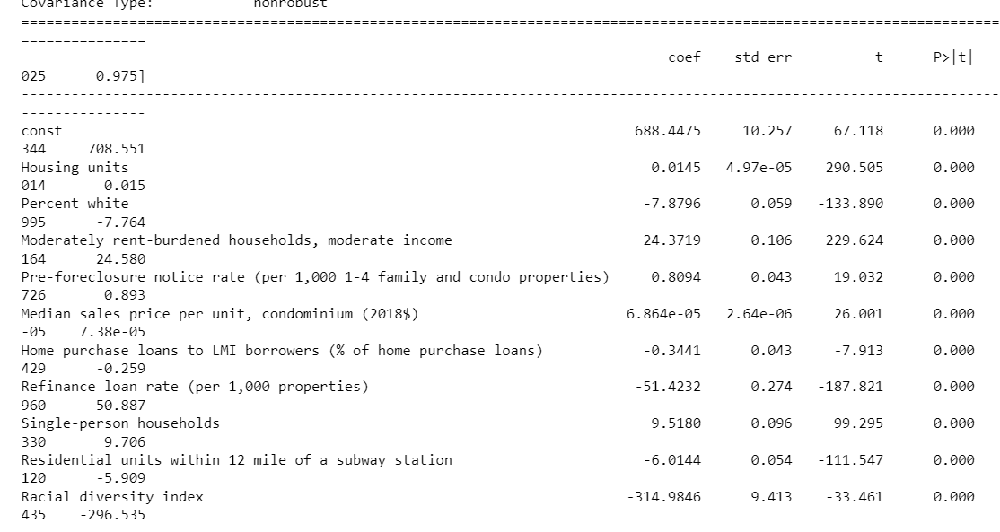 Covariance Type: nonrobust
==============================================================================================================
===============
coef std err t P>|t|
025 0.975]
--------------------------------------------------------------------------------------------------------------
---------------
const 688.4475 10.257 67.118 0.000
344 708.551
Housing units 0.0145 4.97e-05 290.505 0.000
014 0.015
Percent white -7.8796 0.059 -133.890 0.000
995 -7.764
Moderately rent-burdened households, moderate income 24.3719 0.106 229.624 0.000
164 24.580
Pre-foreclosure notice rate (per 1,000 1-4 family and condo properties) 0.8094 0.043 19.032 0.000
726 0.893
Median sales price per unit, condominium (2018$) 6.864e-05 2.64e-06 26.001 0.000
-05 7.38e-05
Home purchase loans to LMI borrowers (% of home purchase loans) -0.3441 0.043 -7.913 0.000
429 -0.259
Refinance loan rate (per 1,000 properties) -51.4232 0.274 -187.821 0.000
960 -50.887
Single-person households 9.5180 0.096 99.295 0.000
330 9.706
Residential units within 12 mile of a subway station -6.0144 0.054 -111.547 0.000
120 -5.909
Racial diversity index -314.9846 9.413 -33.461 0.000
435 -296.535